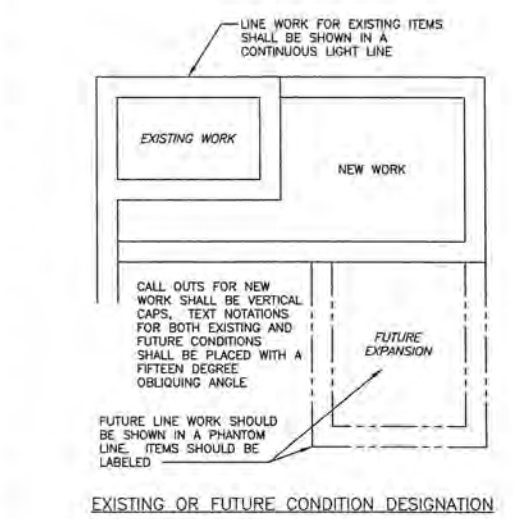 LINE WORK FOR EXISTING ITEMS
SHALL BE SHOWN IN A
CONTINUOUS LIGHT LINE
EXISTING WORK
NEW WORK
CALL OUTS FOR NEW
WORK SHALL BE VERTICAL
CAPS, TEXT NOTATIONS
FOR BOTH EXISTING AND
FUTURE CONDITIONS
SHALL BE PLACED WITH A
FIFTEEN DEGREE
OBLIQUING ANGLE
FUTURE
EXPANSION
FUTURE LINE WORK SHOULD
BE SHOWN IN A PHANTOM
LINE. ITEMS SHOULD BE
LABELED
EXISTING OR FUTURE CONDITION DESIGNATION